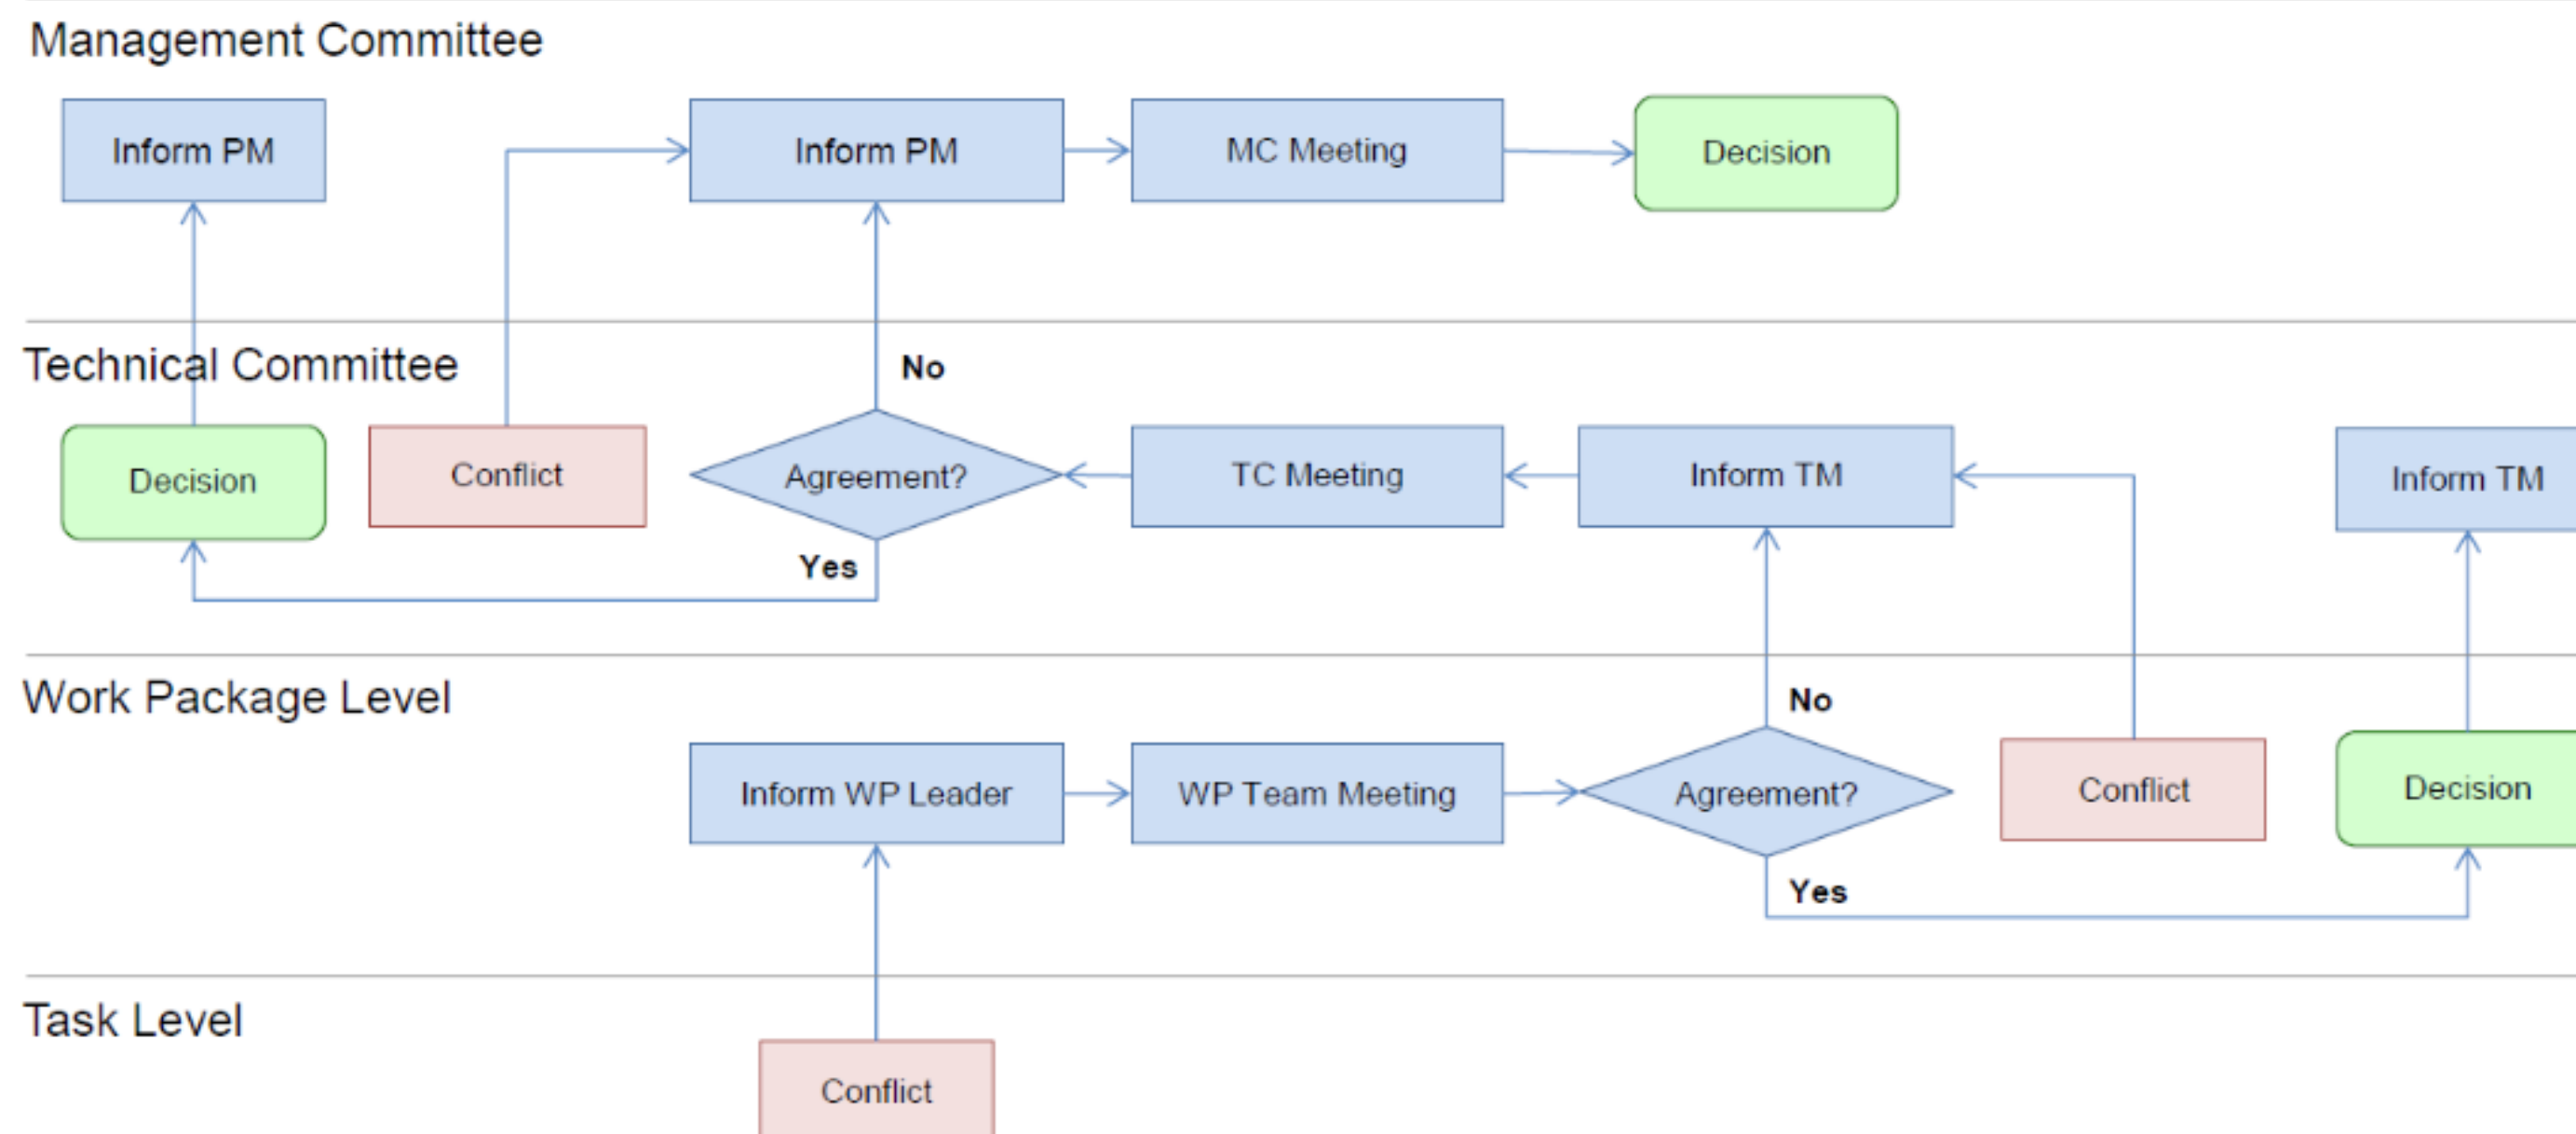 Management Committee
Inform PM
Inform PM
MC Meeting
Decision
Technical Committee
No
Decision
Conflict
Agreement?
TC Meeting
Inform TM
Inform TM
Yes
Work Package Level
No
Inform WP Leader
WP Team Meeting
Agreement?
Conflict
Decision
Yes
Task Level
Conflict